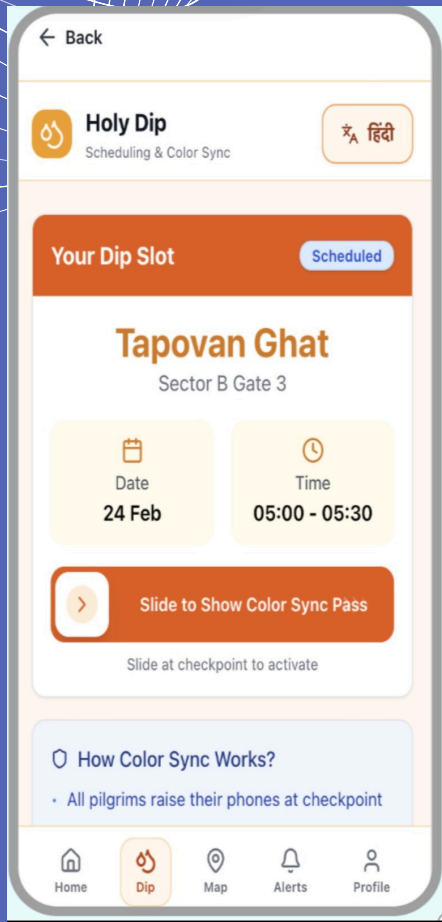 ← Back
Holy Dip
Scheduling & Color Sync
हिंदी
Your Dip Slot
Scheduled
Tapovan Ghat
Sector B Gate 3
Date
24 Feb
Time
05:00 - 05:30
Slide to Show Color Sync Pass
Slide at checkpoint to activate
How Color Sync Works?
• All pilgrims raise their phones at checkpoint
Home
Dip
Map
Alerts
Profile